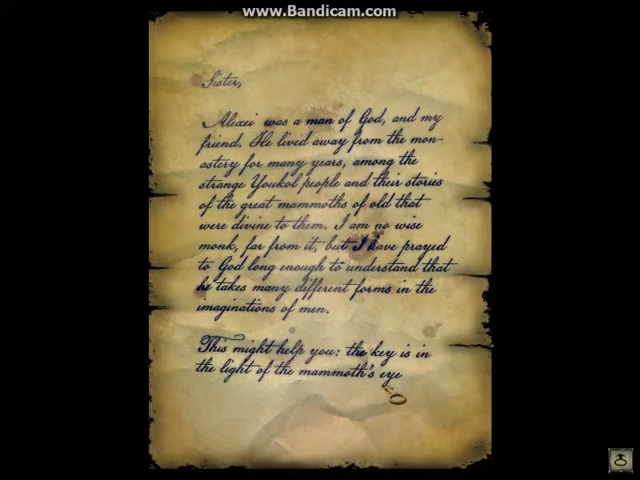 www.Bandicam.com
Sister,
Alexei was a man of God, and my
friend. He lived away from the mon-
astery for many years, among the
strange Youkol people and their stories
of the great mammoths of old that
were divine to them. I am no wise
monk, far from it, but I have prayed
to God long enough to understand that
he takes many different forms in the
imaginations of men.
This might help you: the key is in
the light of the mammoth's eye